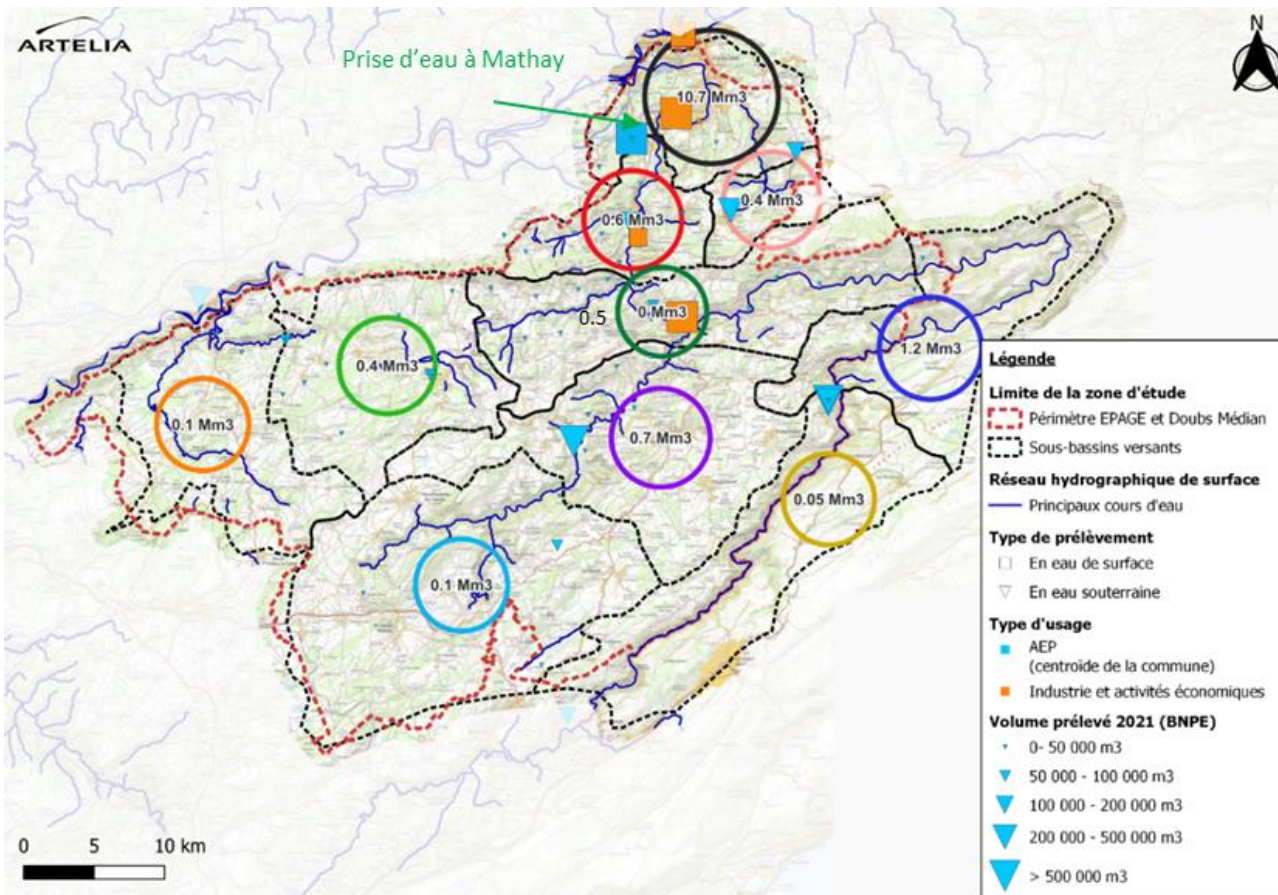 ARTELIA
Prise d'eau à Mathay
N
10.7 Mm3
0.4 Mm3
0.6 Mm3
0.5
0 Mm3
1.2 Mm3
0.4 Mm3
0.1 Mm3
0.7 Mm3
0.05 Mm3
0.1 Mm3
0 5 10 km
Légende
Limite de la zone d'étude
Périmètre EPAGE et Doubs Médian
Sous-bassins versants
Réseau hydrographique de surface
Principaux cours d'eau
Type de prélèvement
En eau de surface
En eau souterraine
Type d'usage
AEP
(centroïde de la commune)
Industrie et activités économiques
Volume prélevé 2021 (BNPE)
0- 50 000 m3
50 000 - 100 000 m3
100 000 - 200 000 m3
200 000 - 500 000 m3
> 500 000 m3